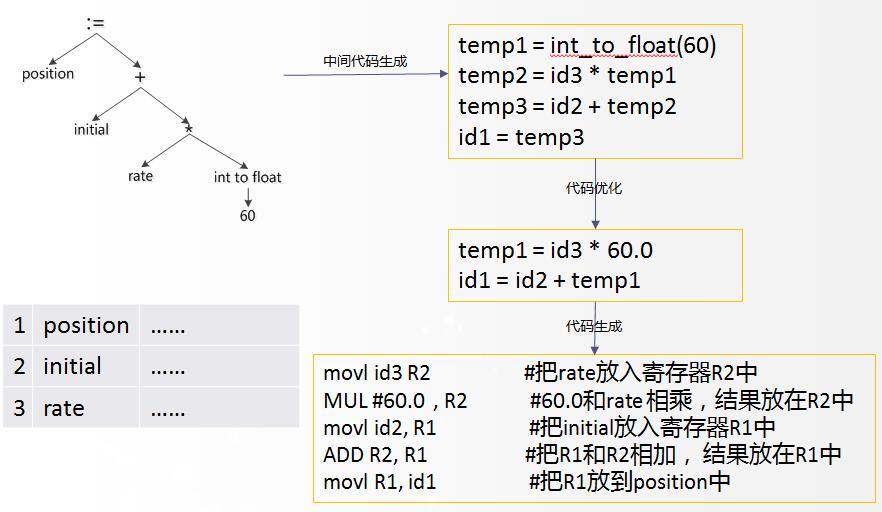 :=
position
+
initial
*
rate
int to float
60
中间代码生成
temp1 = int_to_float(60)
temp2 = id3 * temp1
temp3 = id2 + temp2
id1 = temp3
代码优化
temp1 = id3 * 60.0
id1 = id2 + temp1
代码生成
1 position ……
2 initial ……
3 rate ……
movl id3 R2 #把rate放入寄存器R2中
MUL #60.0 , R2 #60.0和rate相乘，结果放在R2中
movl id2, R1 #把initial放入寄存器R1中
ADD R2, R1 #把R1和R2相加，结果放在R1中
movl R1, id1 #把R1放到position中